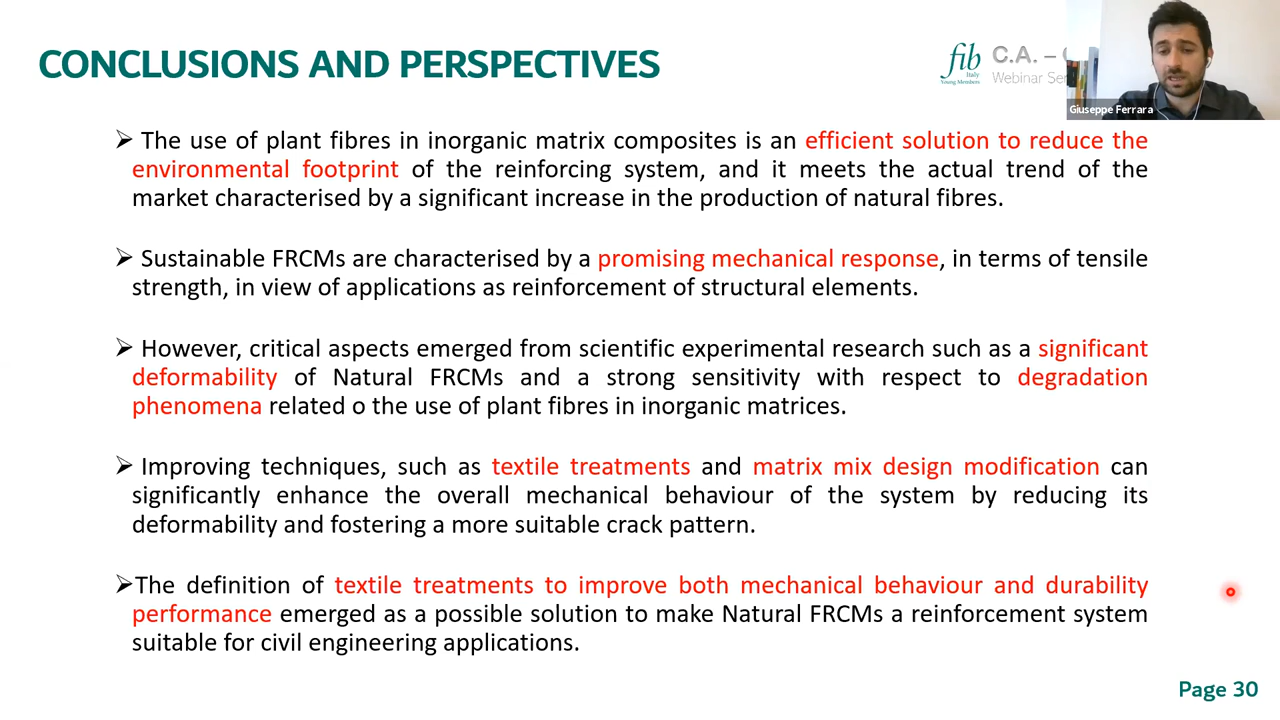 CONCLUSIONS AND PERSPECTIVES
fib
Italy
Young Members
C.A. –
Webinar Ser
Giuseppe Ferrara
➢ The use of plant fibres in inorganic matrix composites is an efficient solution to reduce the
environmental footprint of the reinforcing system, and it meets the actual trend of the
market characterised by a significant increase in the production of natural fibres.
➢ Sustainable FRCMs are characterised by a promising mechanical response, in terms of tensile
strength, in view of applications as reinforcement of structural elements.
➢ However, critical aspects emerged from scientific experimental research such as a significant
deformability of Natural FRCMs and a strong sensitivity with respect to degradation
phenomena related o the use of plant fibres in inorganic matrices.
➢ Improving techniques, such as textile treatments and matrix mix design modification can
significantly enhance the overall mechanical behaviour of the system by reducing its
deformability and fostering a more suitable crack pattern.
➢The definition of textile treatments to improve both mechanical behaviour and durability
performance emerged as a possible solution to make Natural FRCMs a reinforcement system
suitable for civil engineering applications.
Page 30